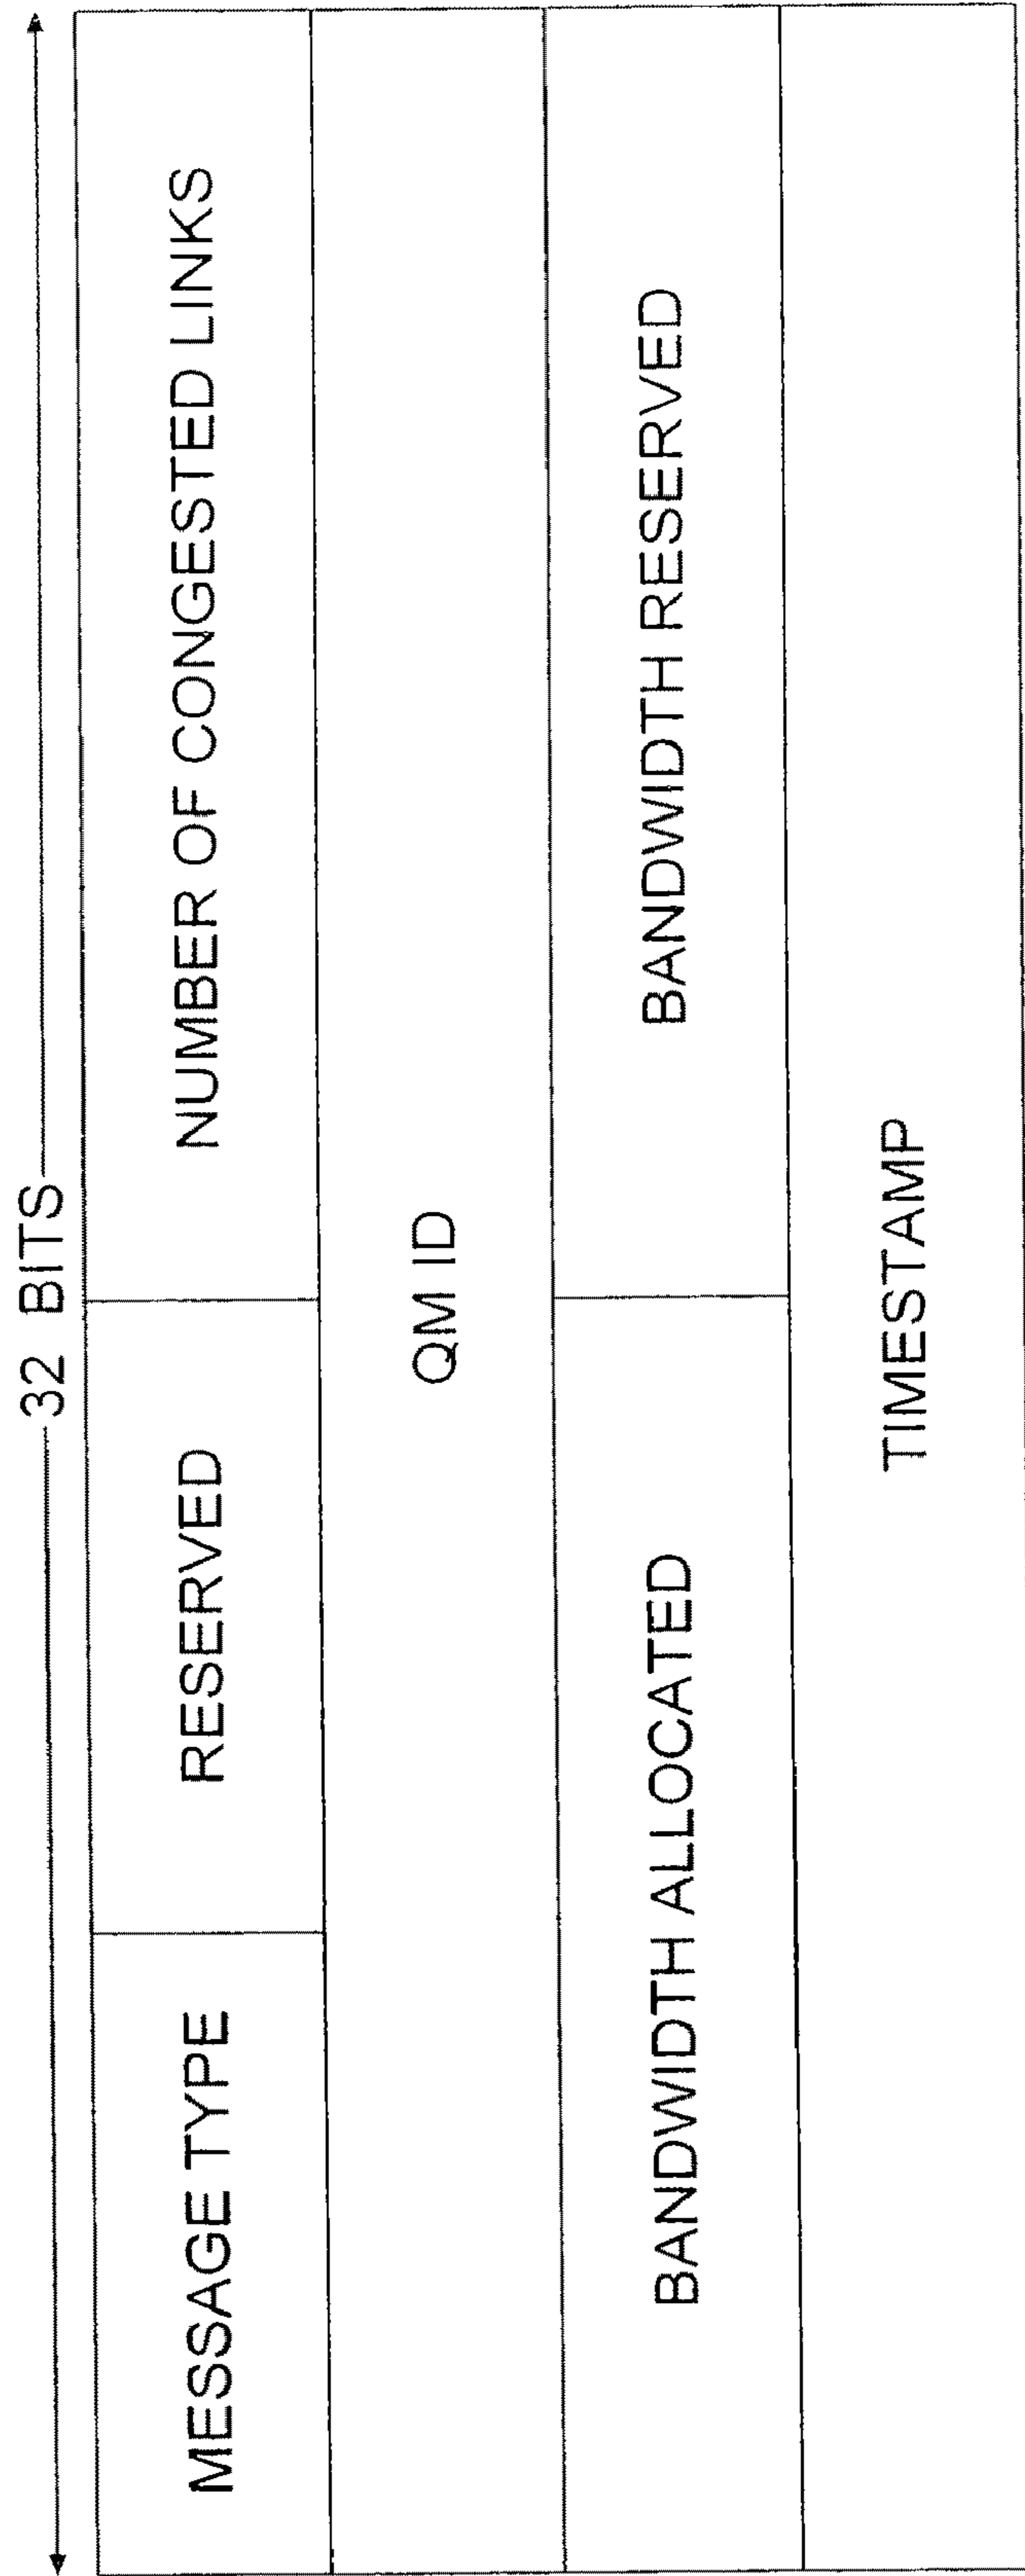 32 BITS
MESSAGE TYPE
RESERVED
NUMBER OF CONGESTED LINKS
QM ID
BANDWIDTH ALLOCATED
BANDWIDTH RESERVED
TIMESTAMP